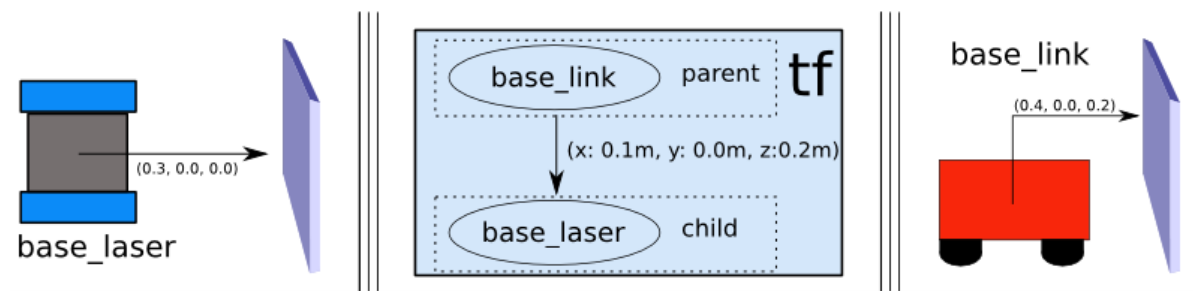 (0.3, 0.0, 0.0)
base_laser
base_link
parent
tf
(x: 0.1m, y: 0.0m, z:0.2m)
base_laser
child
base_link
(0.4, 0.0, 0.2)